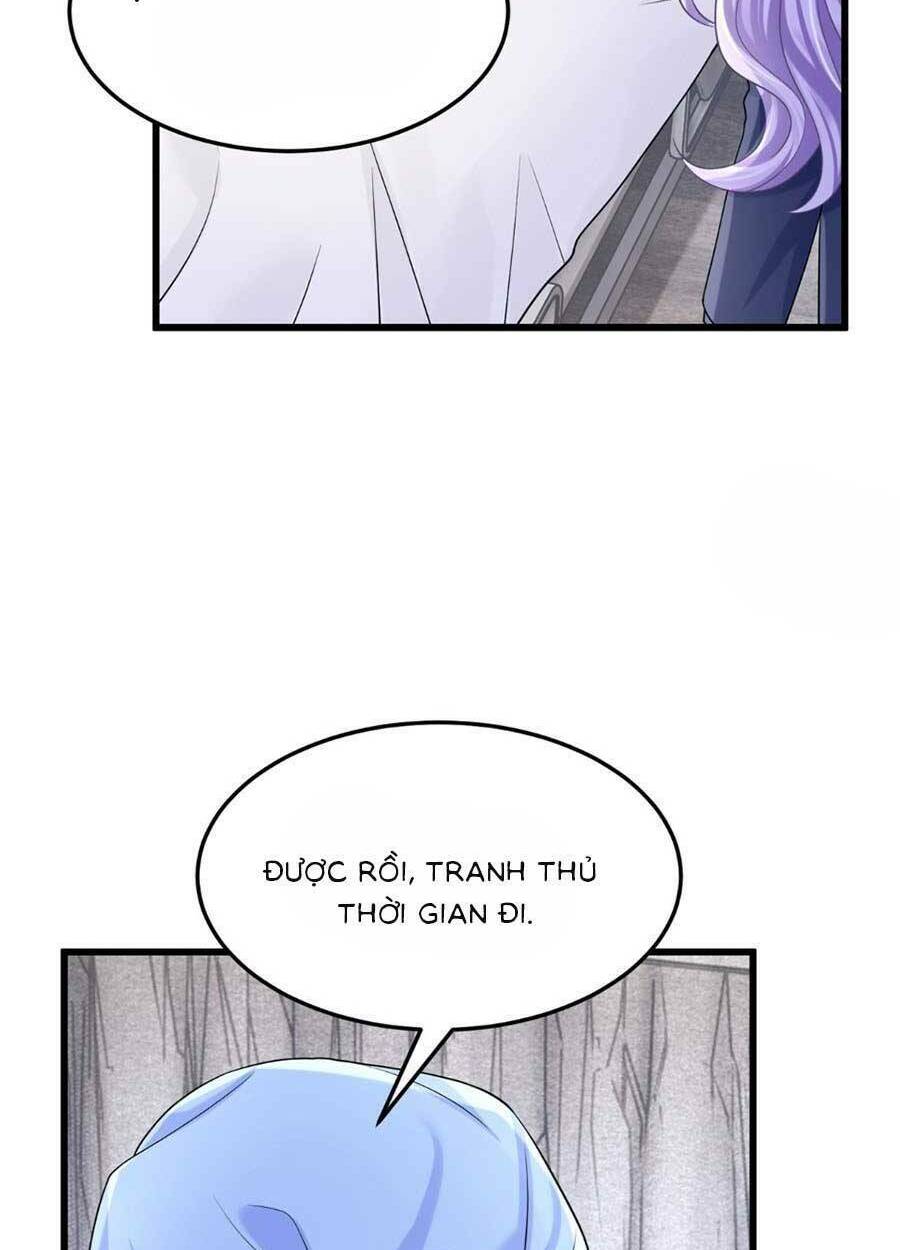 ĐƯỢC RỒI, TRANH THỦ
THỜI GIAN ĐI.